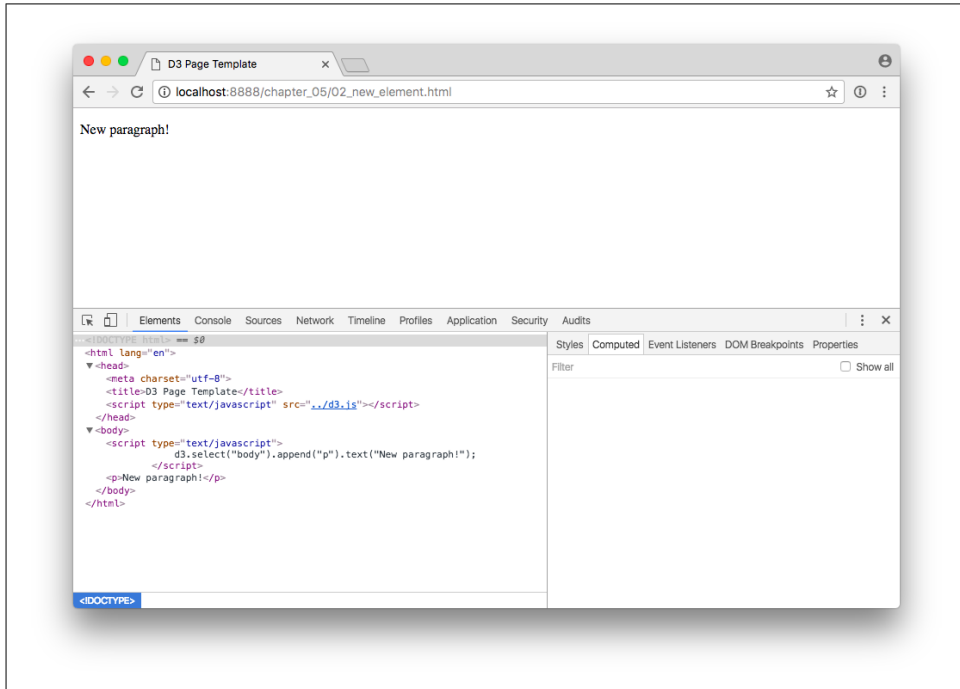 D3 Page Template
localhost:8888/chapter_05/02_new_element.html
New paragraph!
Elements Console Sources Network Timeline Profiles Application Security Audits
<!DOCTYPE html> == $0
<html lang="en">
<head>
<meta charset="utf-8">
<title>D3 Page Template</title>
<script type="text/javascript" src="../d3.js"></script>
</head>
<body>
<script type="text/javascript">
d3.select("body").append("p").text("New paragraph!");
</script>
<p>New paragraph!</p>
</body>
</html>
<!DOCTYPE>
Styles Computed Event Listeners DOM Breakpoints Properties
Filter Show all